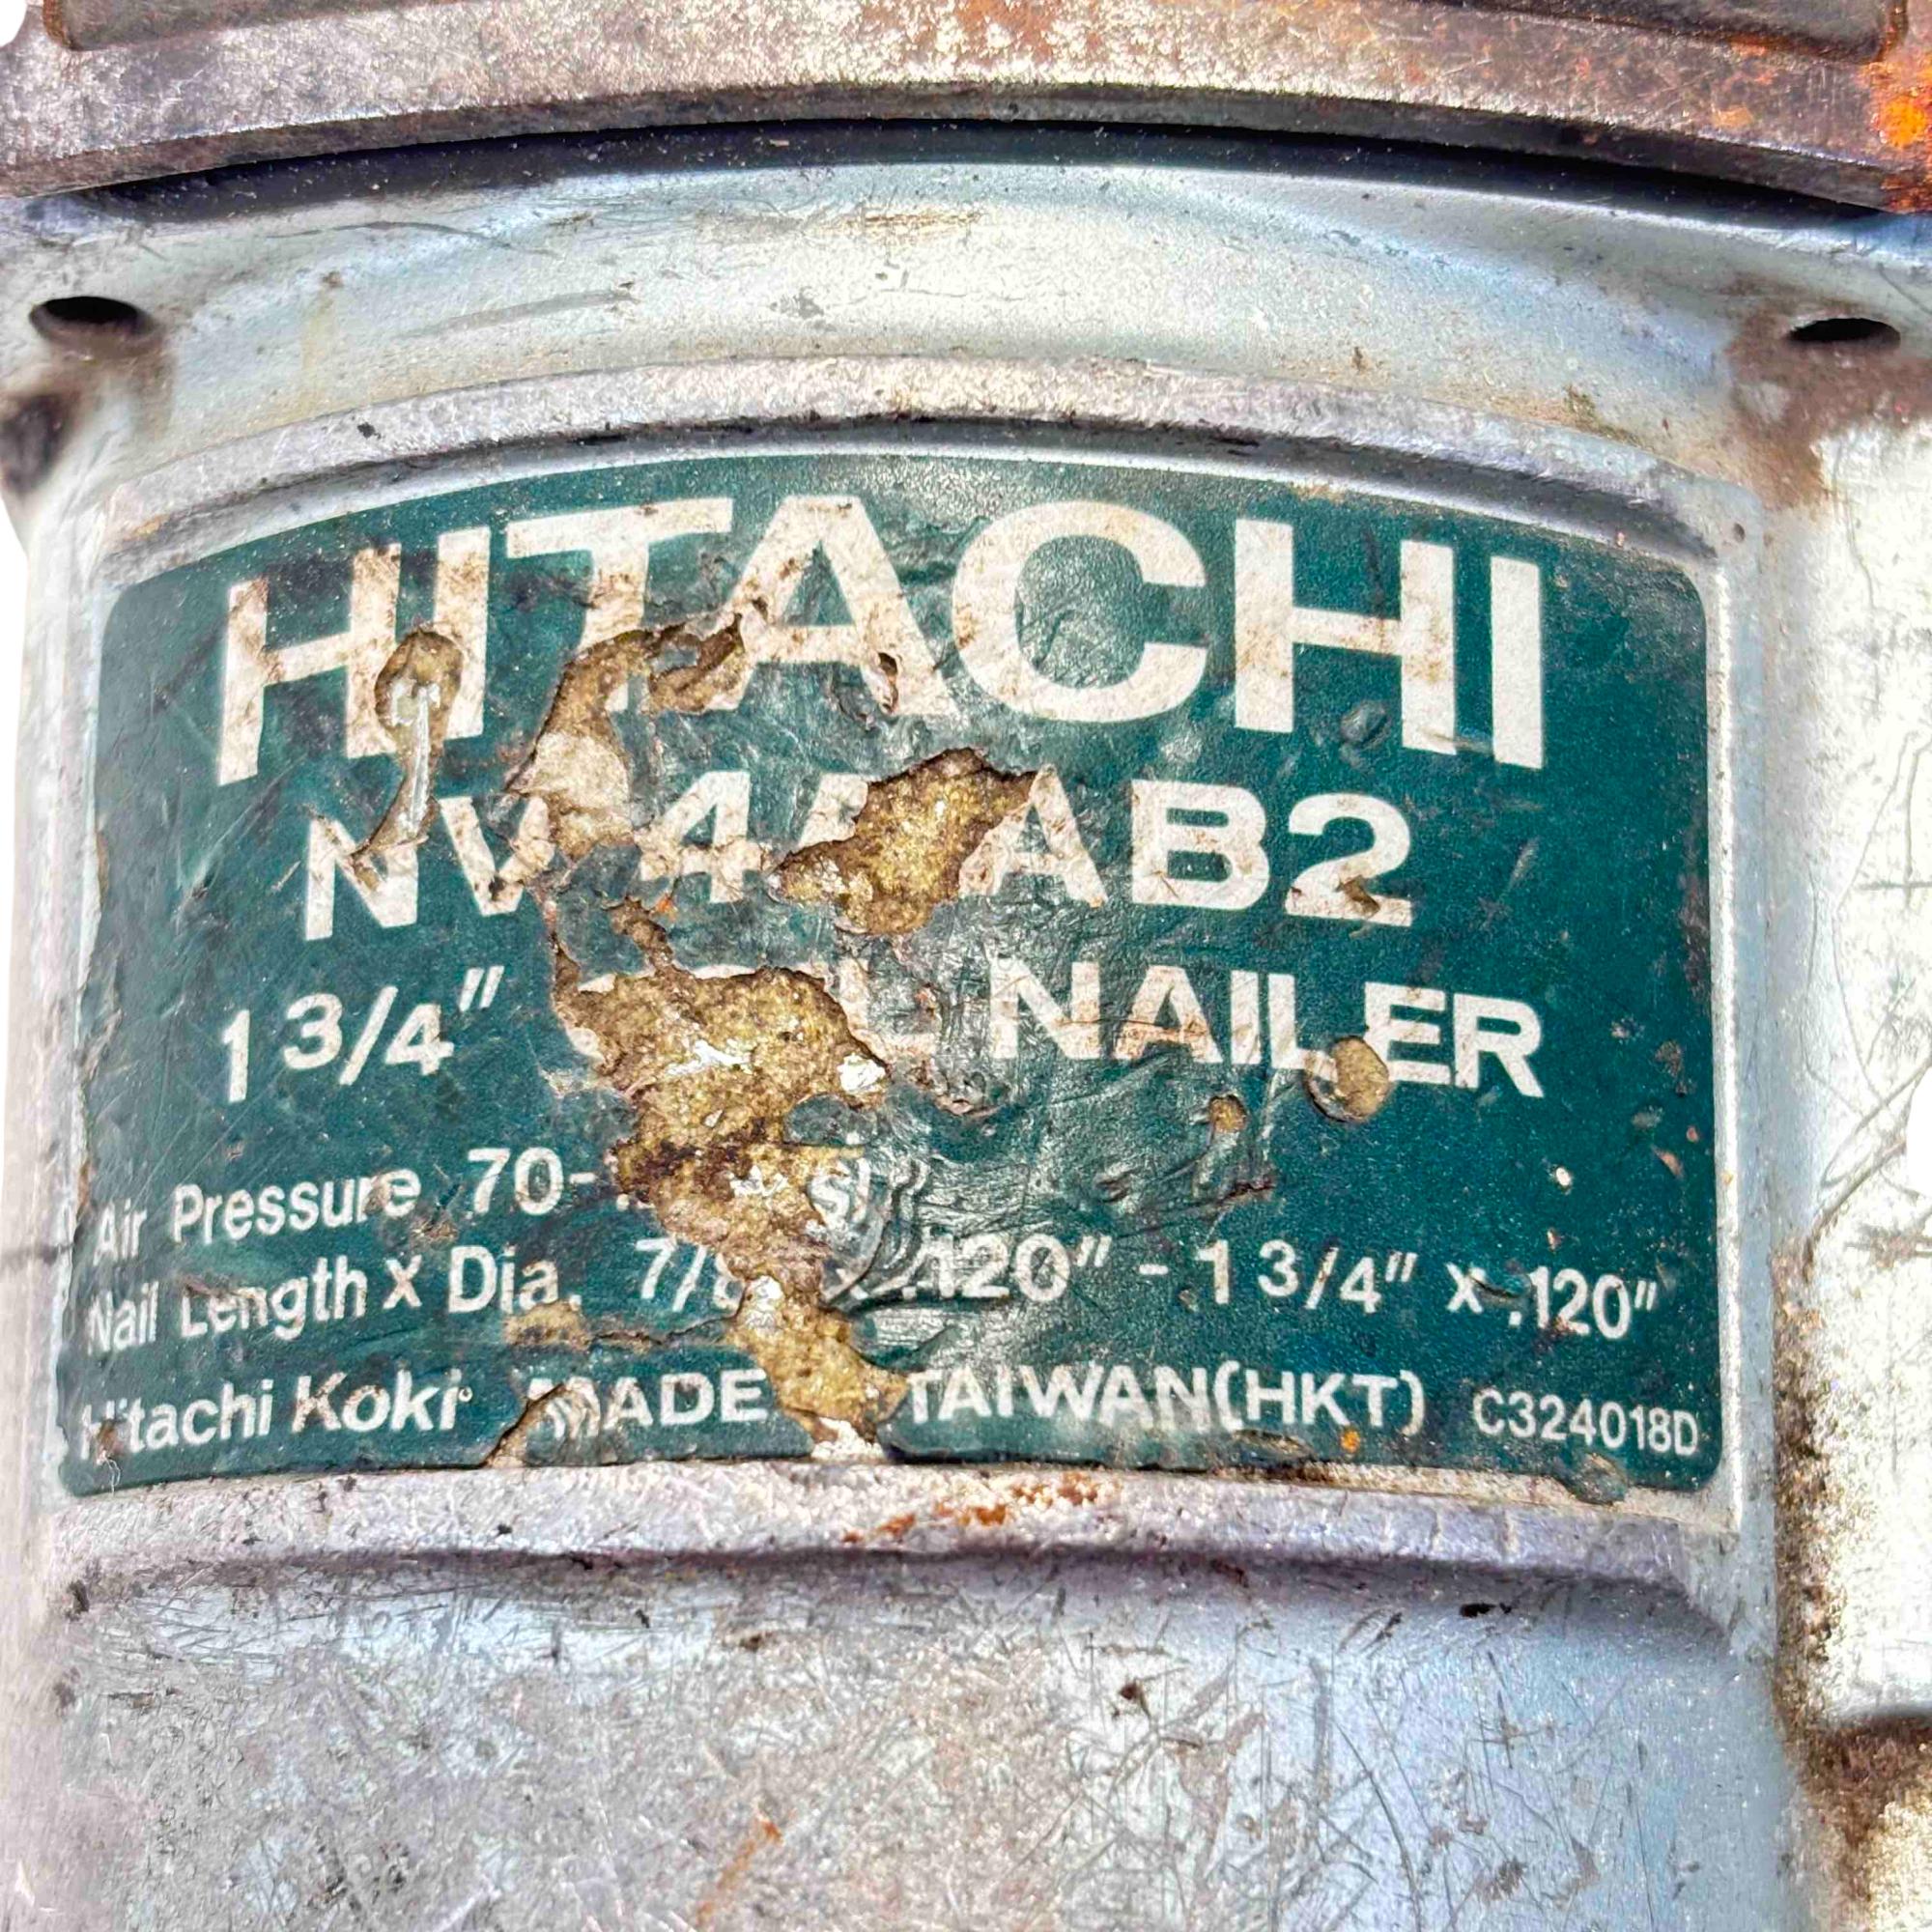 HITACHI
NV AB2
1 3/4" NAILER
Air Pressure 70-
Nail Length x Dia. x .120" - 1 3/4" x .120"
Hitachi Koki MADE TAIWAN(HKT) C324018D